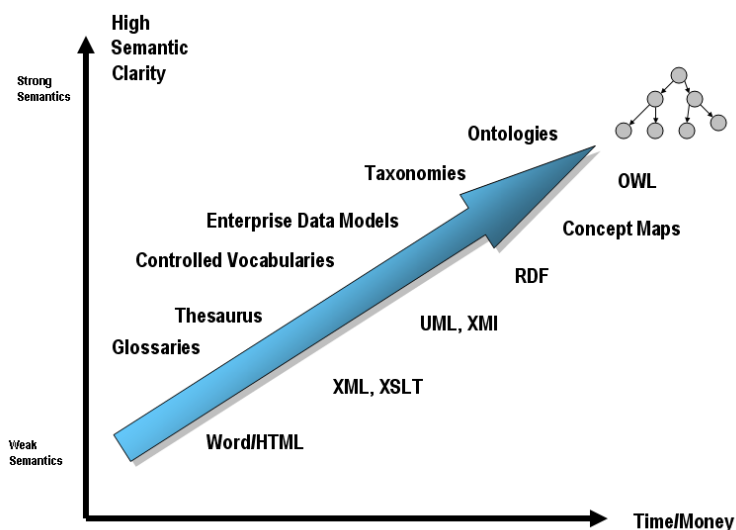 High
Semantic
Clarity
Strong
Semantics
Ontologies
Taxonomies
OWL
Enterprise Data Models
Concept Maps
Controlled Vocabularies
RDF
Thesaurus
UML, XMI
Glossaries
XML, XSLT
Word/HTML
Weak
Semantics
Time/Money